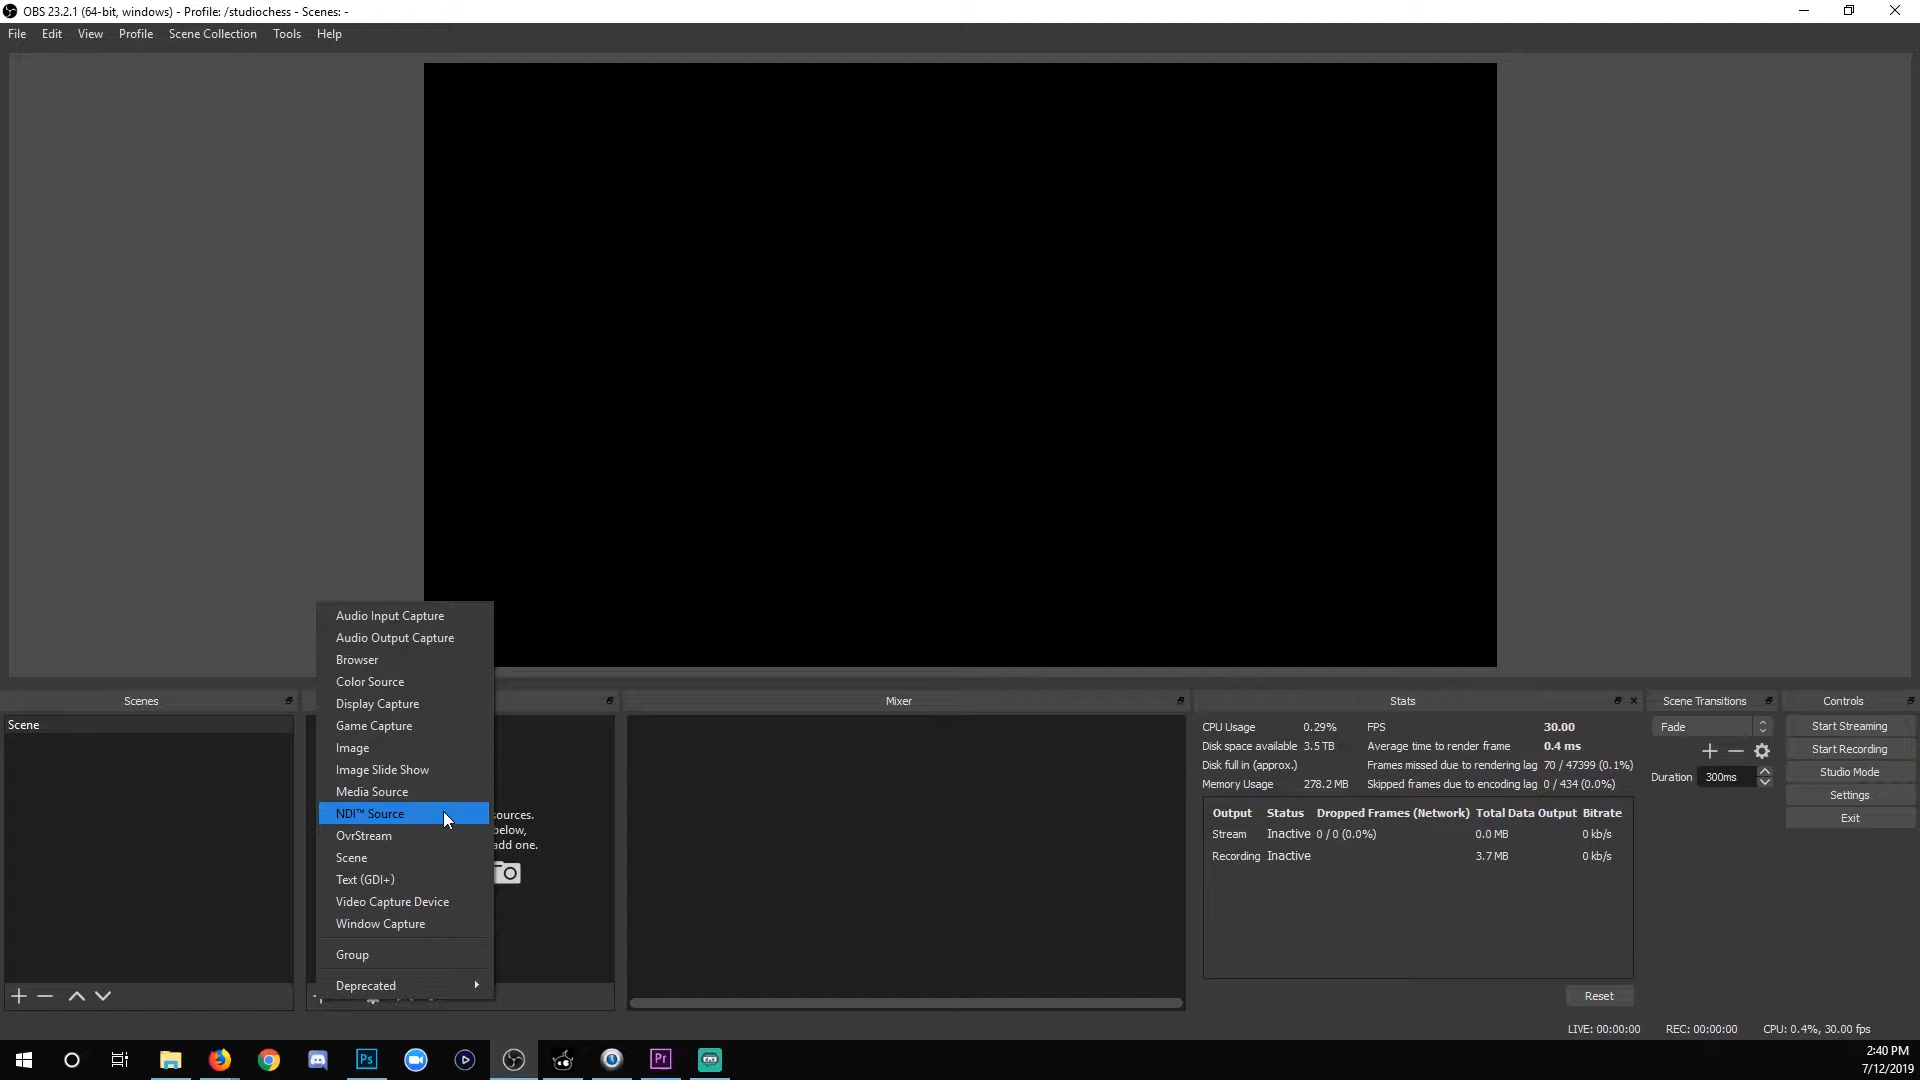 OBS 23.2.1 (64-bit, windows) - Profile: /studiochess - Scenes: -
File Edit View Profile Scene Collection Tools Help
Audio Input Capture
Audio Output Capture
Browser
Color Source
Display Capture
Game Capture
Image
Image Slide Show
Media Source
NDI™ Source
OvrStream
Scene
Text (GDI+)
Video Capture Device
Window Capture
Group
Deprecated
Scenes
Scene
ources.
below,
add one.
Mixer
Stats
CPU Usage 0.29% FPS 30.00
Disk space available 3.5 TB Average time to render frame 0.4 ms
Disk full in (approx.) Frames missed due to rendering lag 70 / 47399 (0.1%)
Memory Usage 278.2 MB Skipped frames due to encoding lag 0 / 434 (0.0%)
Output Status Dropped Frames (Network) Total Data Output Bitrate
Stream Inactive 0 / 0 (0.0%) 0.0 MB 0 kb/s
Recording Inactive 3.7 MB 0 kb/s
Reset
Scene Transitions
Fade
Duration 300ms
Controls
Start Streaming
Start Recording
Studio Mode
Settings
Exit
LIVE: 00:00:00 REC: 00:00:00 CPU: 0.4%, 30.00 fps
Ps
Pr
2:40 PM
7/12/2019